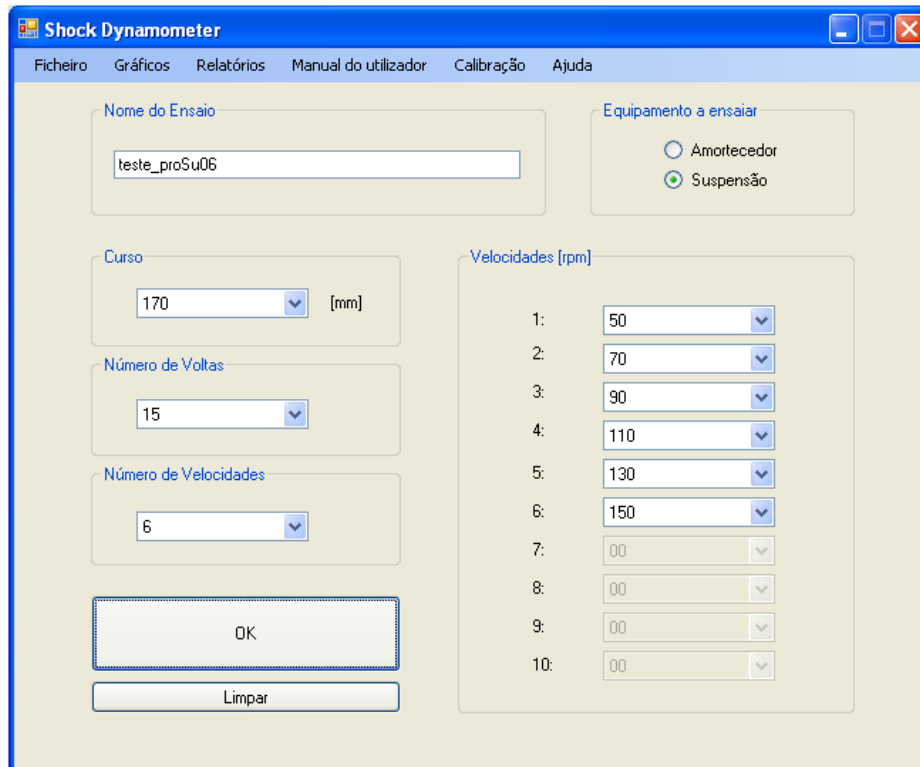 Shock Dynamometer
Ficheiro Gráficos Relatórios Manual do utilizador Calibração Ajuda
Nome do Ensaio
teste_proSu06
Equipamento a ensaiar
Amortecedor
Suspensão
Curso
170 [mm]
Número de Voltas
15
Número de Velocidades
6
OK
Limpar
Velocidades [rpm]
1: 50
2: 70
3: 90
4: 110
5: 130
6: 150
7: 00
8: 00
9: 00
10: 00